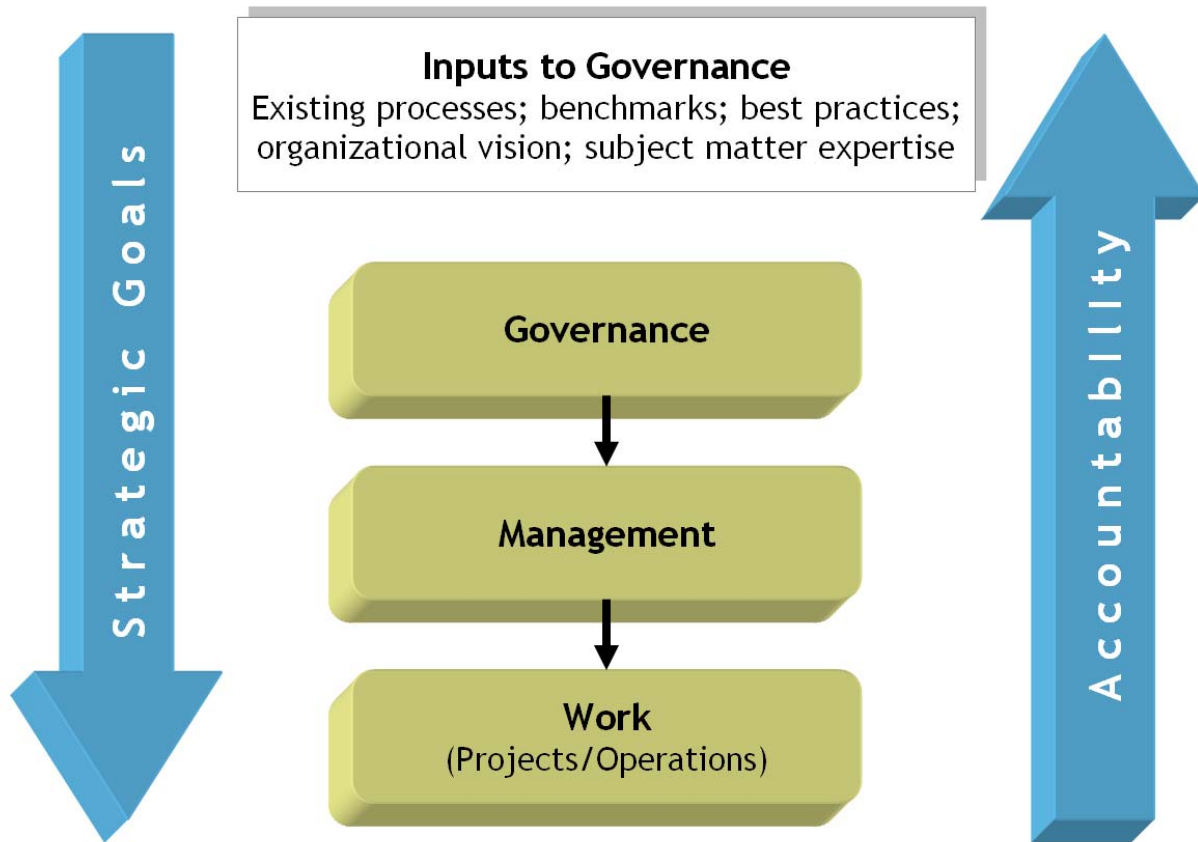 Strategic Goals
Inputs to Governance
Existing processes; benchmarks; best practices;
organizational vision; subject matter expertise
Governance
Management
Work
(Projects/Operations)
Accountability